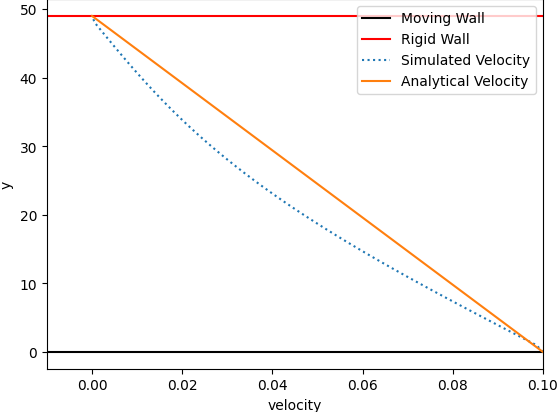 50
40
30
20
10
0
y
Moving Wall
Rigid Wall
Simulated Velocity
Analytical Velocity
0.00 0.02 0.04 0.06 0.08 0.10
velocity